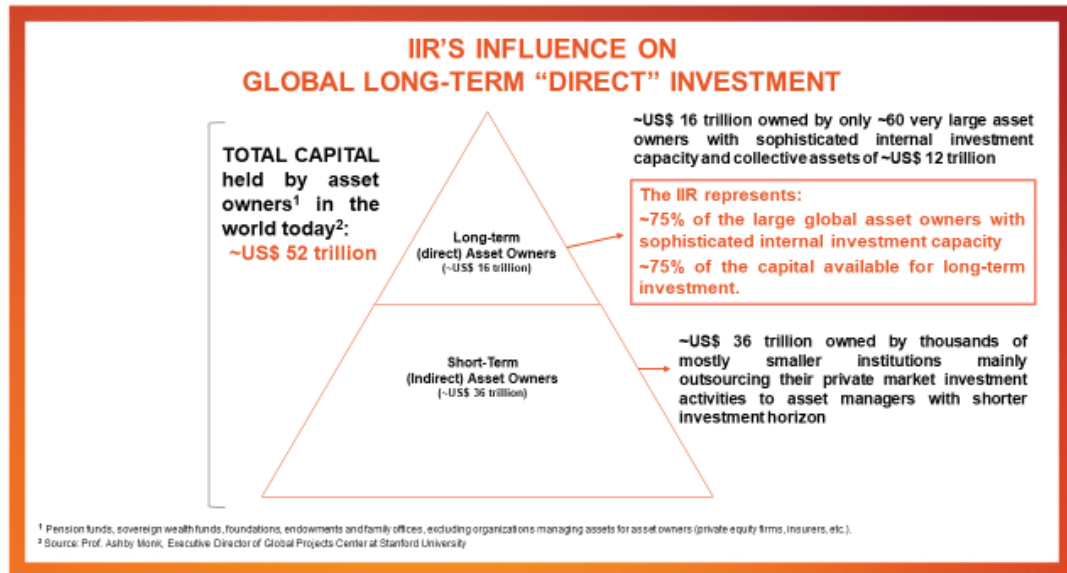 IIR'S INFLUENCE ON
GLOBAL LONG-TERM “DIRECT” INVESTMENT
TOTAL CAPITAL
held by asset
owners¹ in the
world today²:
~US$ 52 trillion
Long-term
(direct) Asset Owners
(~US$ 16 trillion)
Short-Term
(Indirect) Asset Owners
(~US$ 36 trillion)
~US$ 16 trillion owned by only ~60 very large asset
owners with sophisticated internal investment
capacity and collective assets of ~US$ 12 trillion
The IIR represents:
~75% of the large global asset owners with
sophisticated internal investment capacity
~75% of the capital available for long-term
investment.
~US$ 36 trillion owned by thousands of
mostly smaller institutions mainly
outsourcing their private market investment
activities to asset managers with shorter
investment horizon
¹ Pension funds, sovereign wealth funds, foundations, endowments and family offices, excluding organizations managing assets for asset owners (private equity firms, insurers, etc.).
² Source: Prof. Ashby Monk, Executive Director of Global Projects Center at Stanford University